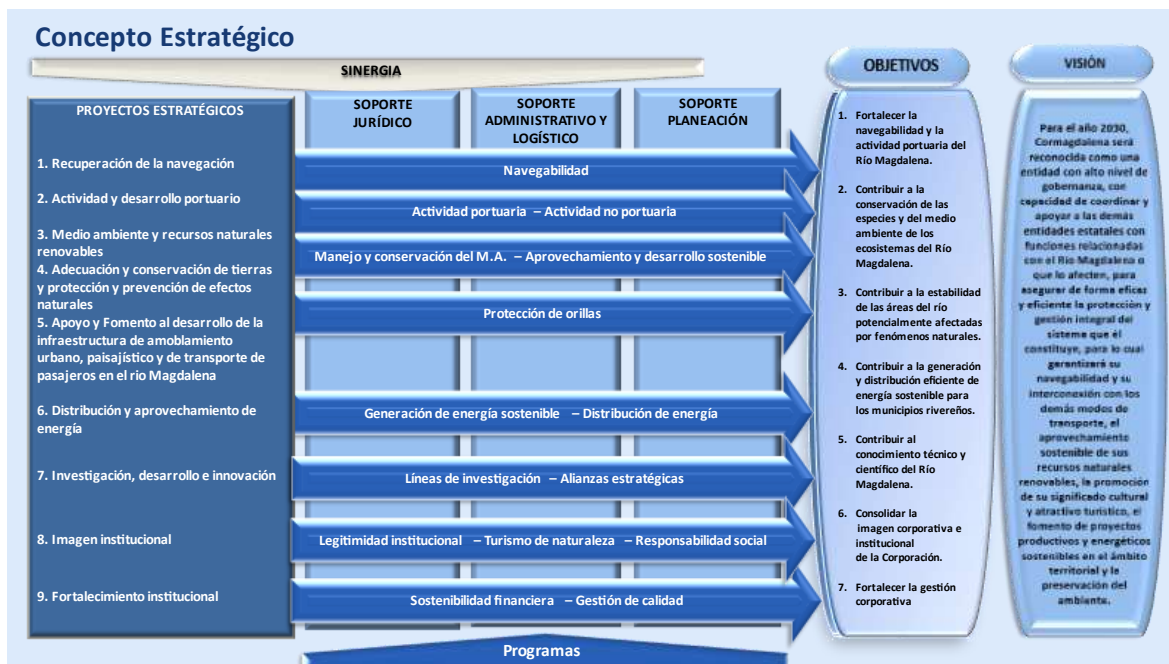 Concepto Estratégico
SINERGIA
PROYECTOS ESTRATÉGICOS
1. Recuperación de la navegación
2. Actividad y desarrollo portuario
3. Medio ambiente y recursos naturales
renovables
4. Adecuación y conservación de tierras
y protección y prevención de efectos
naturales
5. Apoyo y Fomento al desarrollo de la
infraestructura de amoblamiento
urbano, paisajístico y de transporte de
pasajeros en el rio Magdalena
6. Distribución y aprovechamiento de
energía
7. Investigación, desarrollo e innovación
8. Imagen institucional
9. Fortalecimiento institucional
SOPORTE
JURÍDICO
SOPORTE
ADMINISTRATIVO Y
LOGÍSTICO
SOPORTE
PLANEACIÓN
Navegabilidad
Actividad portuaria – Actividad no portuaria
Manejo y conservación del M.A. – Aprovechamiento y desarrollo sostenible
Protección de orillas
Generación de energía sostenible – Distribución de energía
Líneas de investigación – Alianzas estratégicas
Legitimidad institucional – Turismo de naturaleza – Responsabilidad social
Sostenibilidad financiera – Gestión de calidad
Programas
OBJETIVOS
1. Fortalecer la
navegabilidad y la
actividad portuaria del
Río Magdalena.
2. Contribuir a la
conservación de las
especies y del medio
ambiente de los
ecosistemas del Río
Magdalena.
3. Contribuir a la estabilidad
de las áreas del río
potencialmente afectadas
por fenómenos naturales.
4. Contribuir a la generación
y distribución eficiente de
energía sostenible para
los municipios rivereños.
5. Contribuir al
conocimiento técnico y
científico del Río
Magdalena.
6. Consolidar la
imagen corporativa e
institucional
de la Corporación.
7. Fortalecer la gestión
corporativa
VISIÓN
Para el año 2030,
Cormagdalena será
reconocida como una
entidad con alto nivel de
gobernanza, con
capacidad de coordinar y
apoyar a las demás
entidades estatales con
funciones relacionadas
con el Río Magdalena o
que lo afecten, para
asegurar de forma eficaz
y eficiente la protección y
gestión integral del
sistema que él
constituye, para lo cual
garantizará su
navegabilidad y su
interconexión con los
demás modos de
transporte, el
aprovechamiento
sostenible de sus
recursos naturales
renovables, la promoción
de su significado cultural
y atractivo turístico, el
fomento de proyectos
productivos y energéticos
sostenibles en el ámbito
territorial y la
preservación del
ambiente.